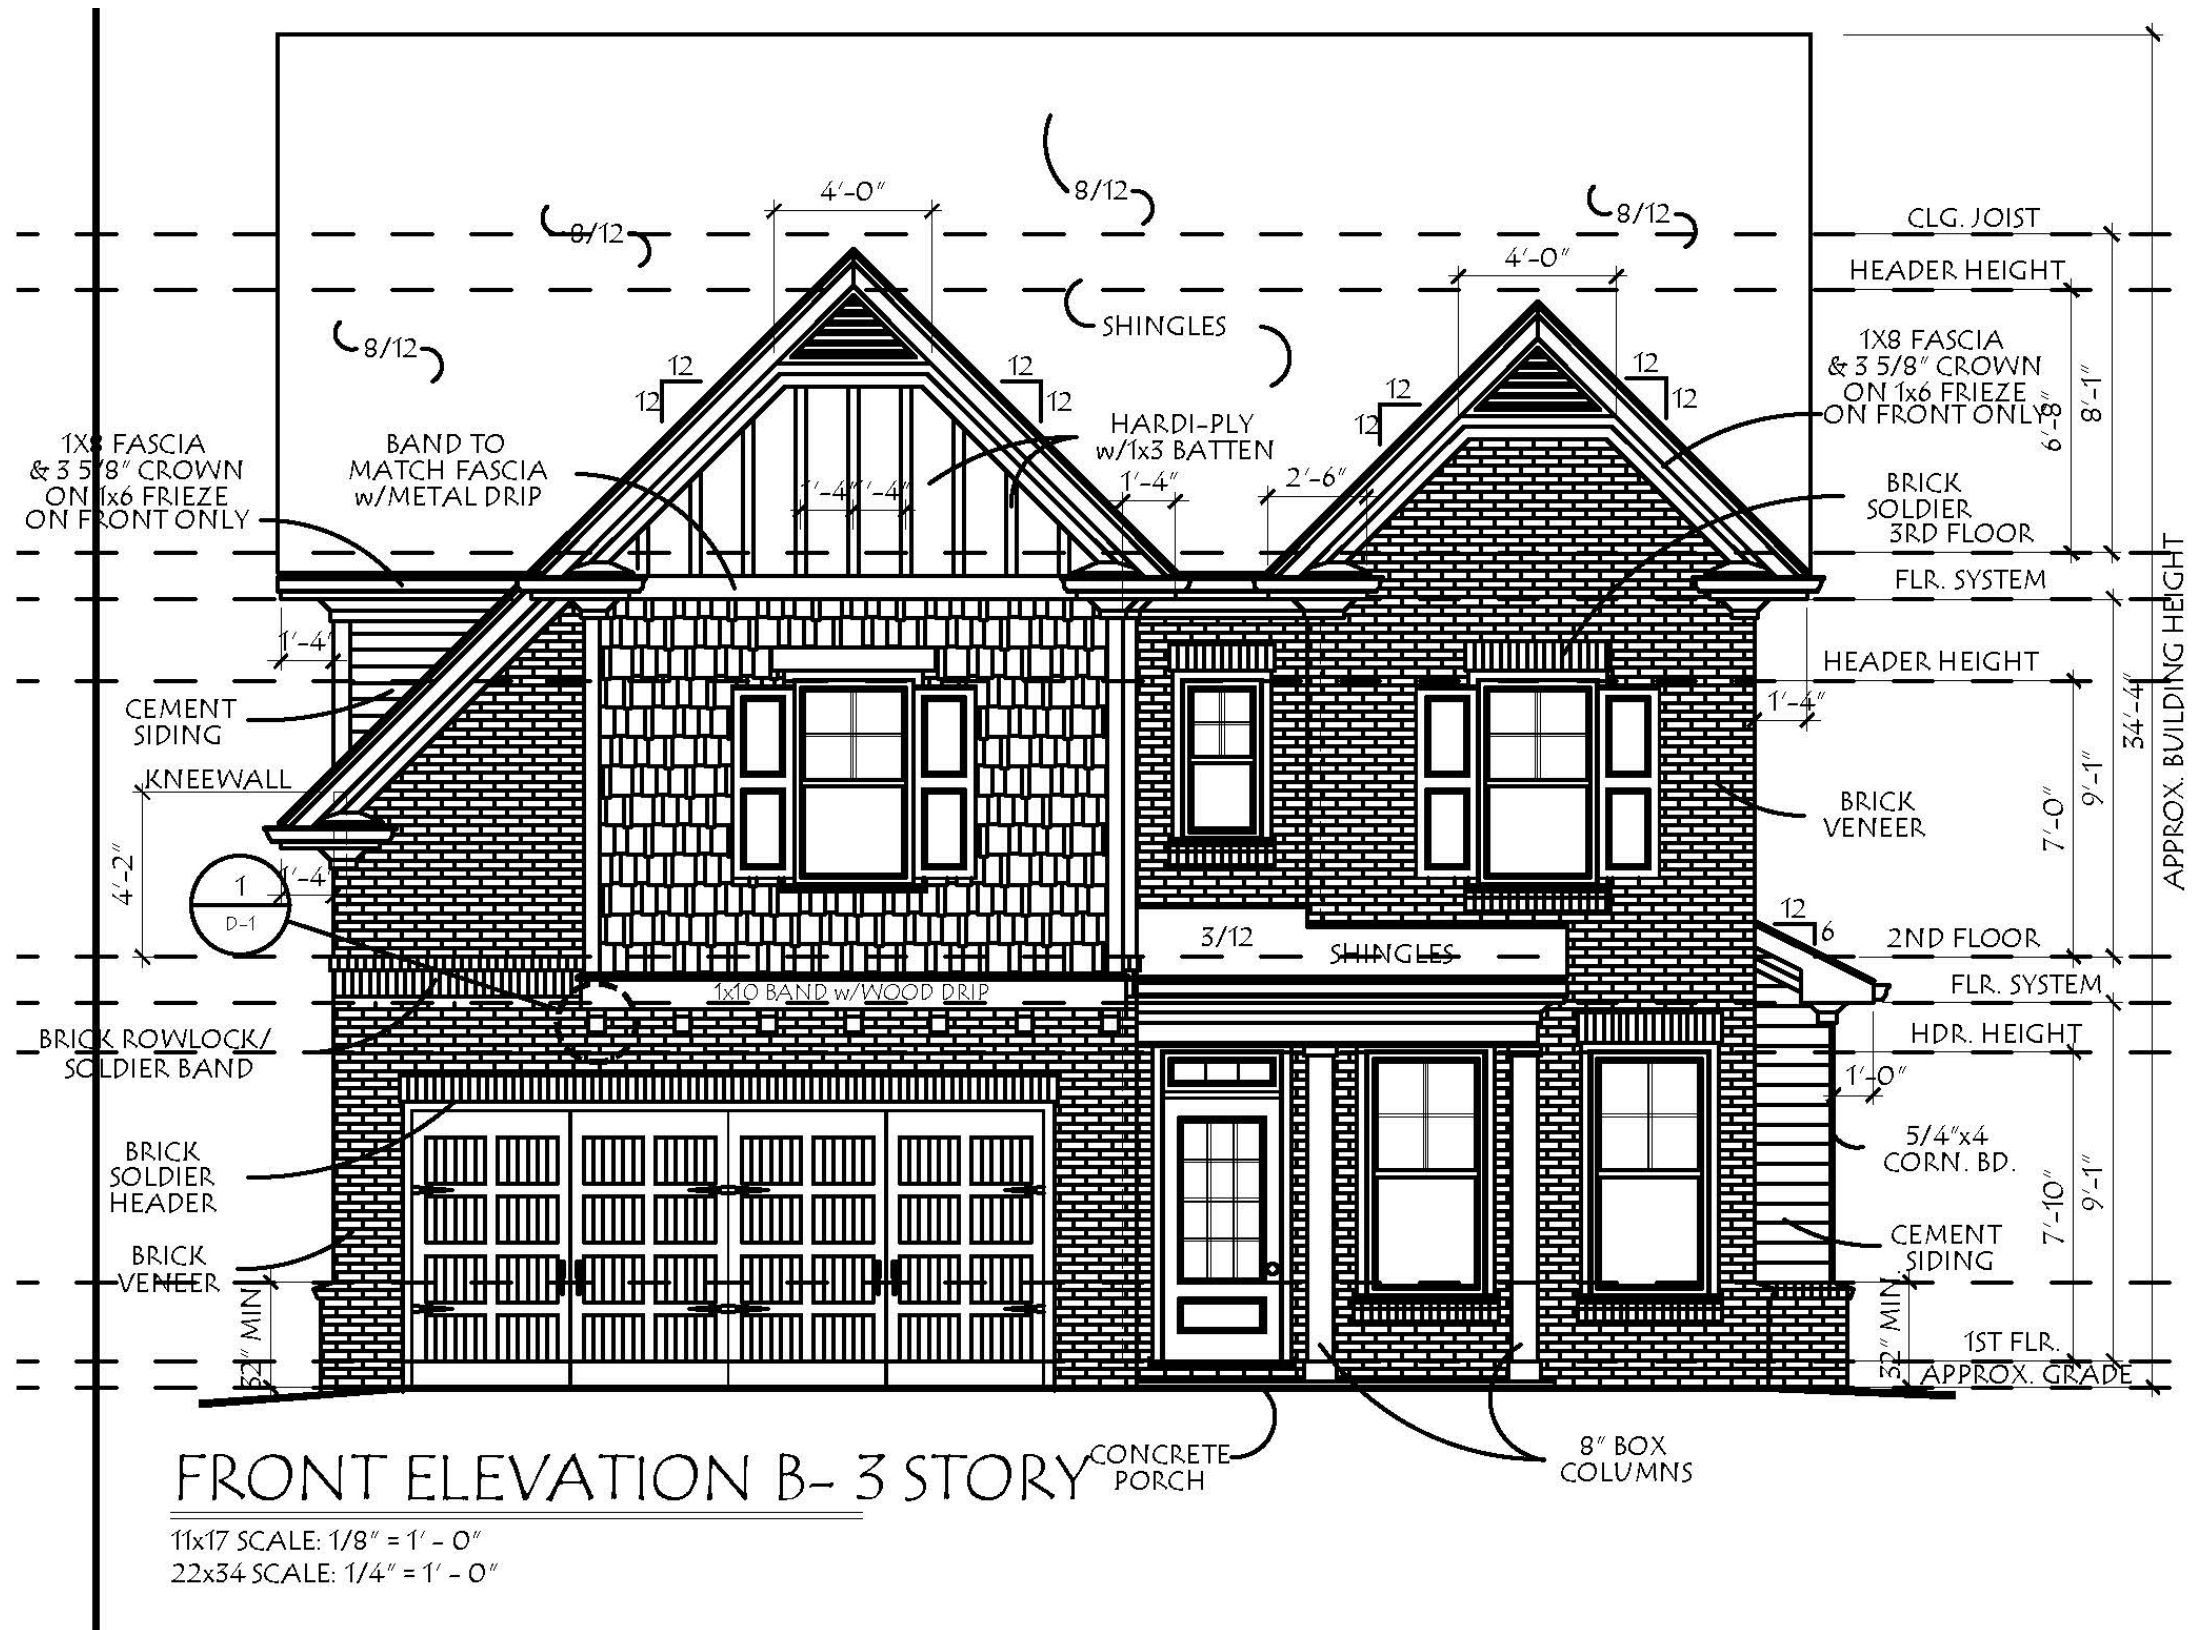 4'-0"
8/12
8/12
8/12
CLG. JOIST
4'-0"
HEADER HEIGHT
SHINGLES
8/12
1X8 FASCIA
& 3 5/8" CROWN
ON 1x6 FRIEZE
ON FRONT ONLY
12
12
12
12
12
12
12
12
6'-8"
8'-1"
1X8 FASCIA
& 3 5/8" CROWN
ON 1x6 FRIEZE
ON FRONT ONLY
BAND TO
MATCH FASCIA
w/METAL DRIP
HARDI-PLY
w/1x3 BATTEN
1'-4"
1'-4"
1'-4"
2'-6"
BRICK
SOLDIER
3RD FLOOR
FLR. SYSTEM
1'-4"
HEADER HEIGHT
1'-4"
34'-4"
APPROX. BUILDING HEIGHT
CEMENT
SIDING
KNEEWALL
4'-2"
BRICK
VENEER
7'-0"
9'-1"
1
D-1
1'-4"
12
6
3/12
SHINGLES
2ND FLOOR
FLR. SYSTEM
1x10 BAND w/WOOD DRIP
BRICK ROWLOCK/
SOLDIER BAND
HDR. HEIGHT
1'-0"
5/4"x4
CORN. BD.
BRICK
SOLDIER
HEADER
7'-10"
9'-1"
BRICK
VENEER
CEMENT
SIDING
32" MIN.
32" MIN.
1ST FLR.
APPROX. GRADE
CONCRETE
PORCH
8" BOX
COLUMNS
FRONT ELEVATION B- 3 STORY
11x17 SCALE: 1/8" = 1' - 0"
22x34 SCALE: 1/4" = 1' - 0"